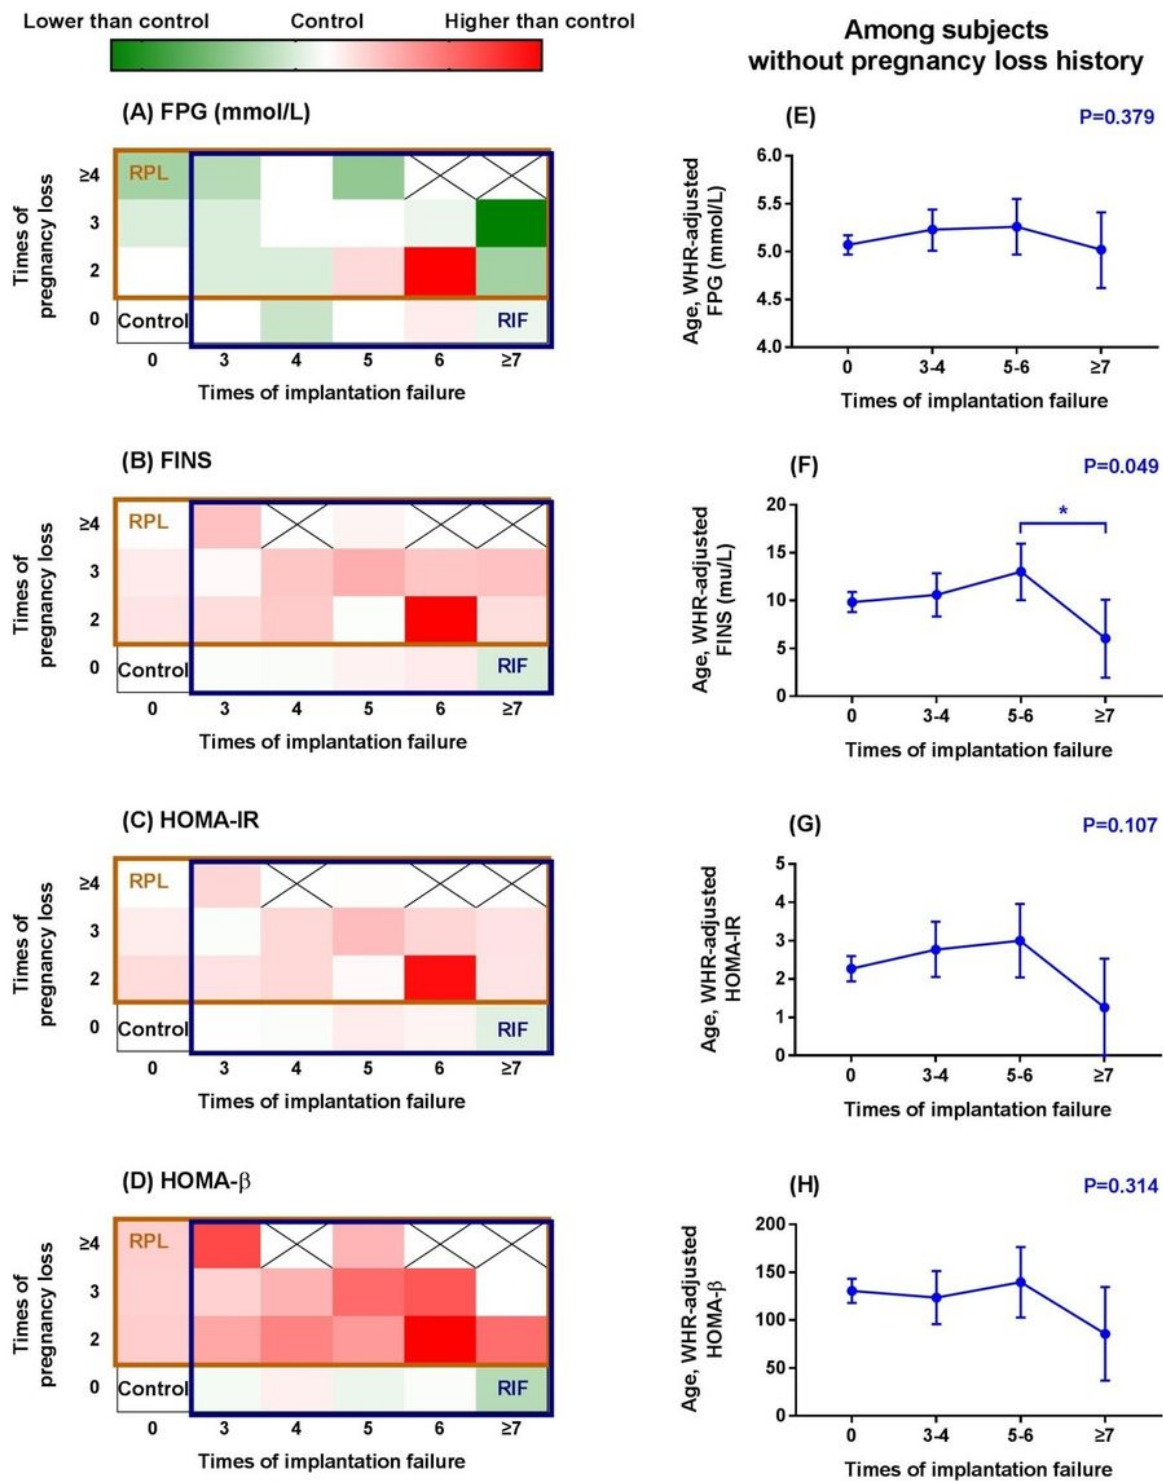 Lower than control Control Higher than control
Among subjects
without pregnancy loss history
(A) FPG (mmol/L)
Times of
pregnancy loss
≥4
3
2
0
RPL
Control
RIF
0 3 4 5 6 ≥7
Times of implantation failure
(E)
P=0.379
Age, WHR-adjusted
FPG (mmol/L)
6.0
5.5
5.0
4.5
4.0
0 3-4 5-6 ≥7
Times of implantation failure
(B) FINS
Times of
pregnancy loss
≥4
3
2
0
RPL
Control
RIF
0 3 4 5 6 ≥7
Times of implantation failure
(F)
P=0.049
Age, WHR-adjusted
FINS (mu/L)
20
15
10
5
0
*
0 3-4 5-6 ≥7
Times of implantation failure
(C) HOMA-IR
Times of
pregnancy loss
≥4
3
2
0
RPL
Control
RIF
0 3 4 5 6 ≥7
Times of implantation failure
(G)
P=0.107
Age, WHR-adjusted
HOMA-IR
5
4
3
2
1
0
0 3-4 5-6 ≥7
Times of implantation failure
(D) HOMA-β
Times of
pregnancy loss
≥4
3
2
0
RPL
Control
RIF
0 3 4 5 6 ≥7
Times of implantation failure
(H)
P=0.314
Age, WHR-adjusted
HOMA-β
200
150
100
50
0
0 3-4 5-6 ≥7
Times of implantation failure